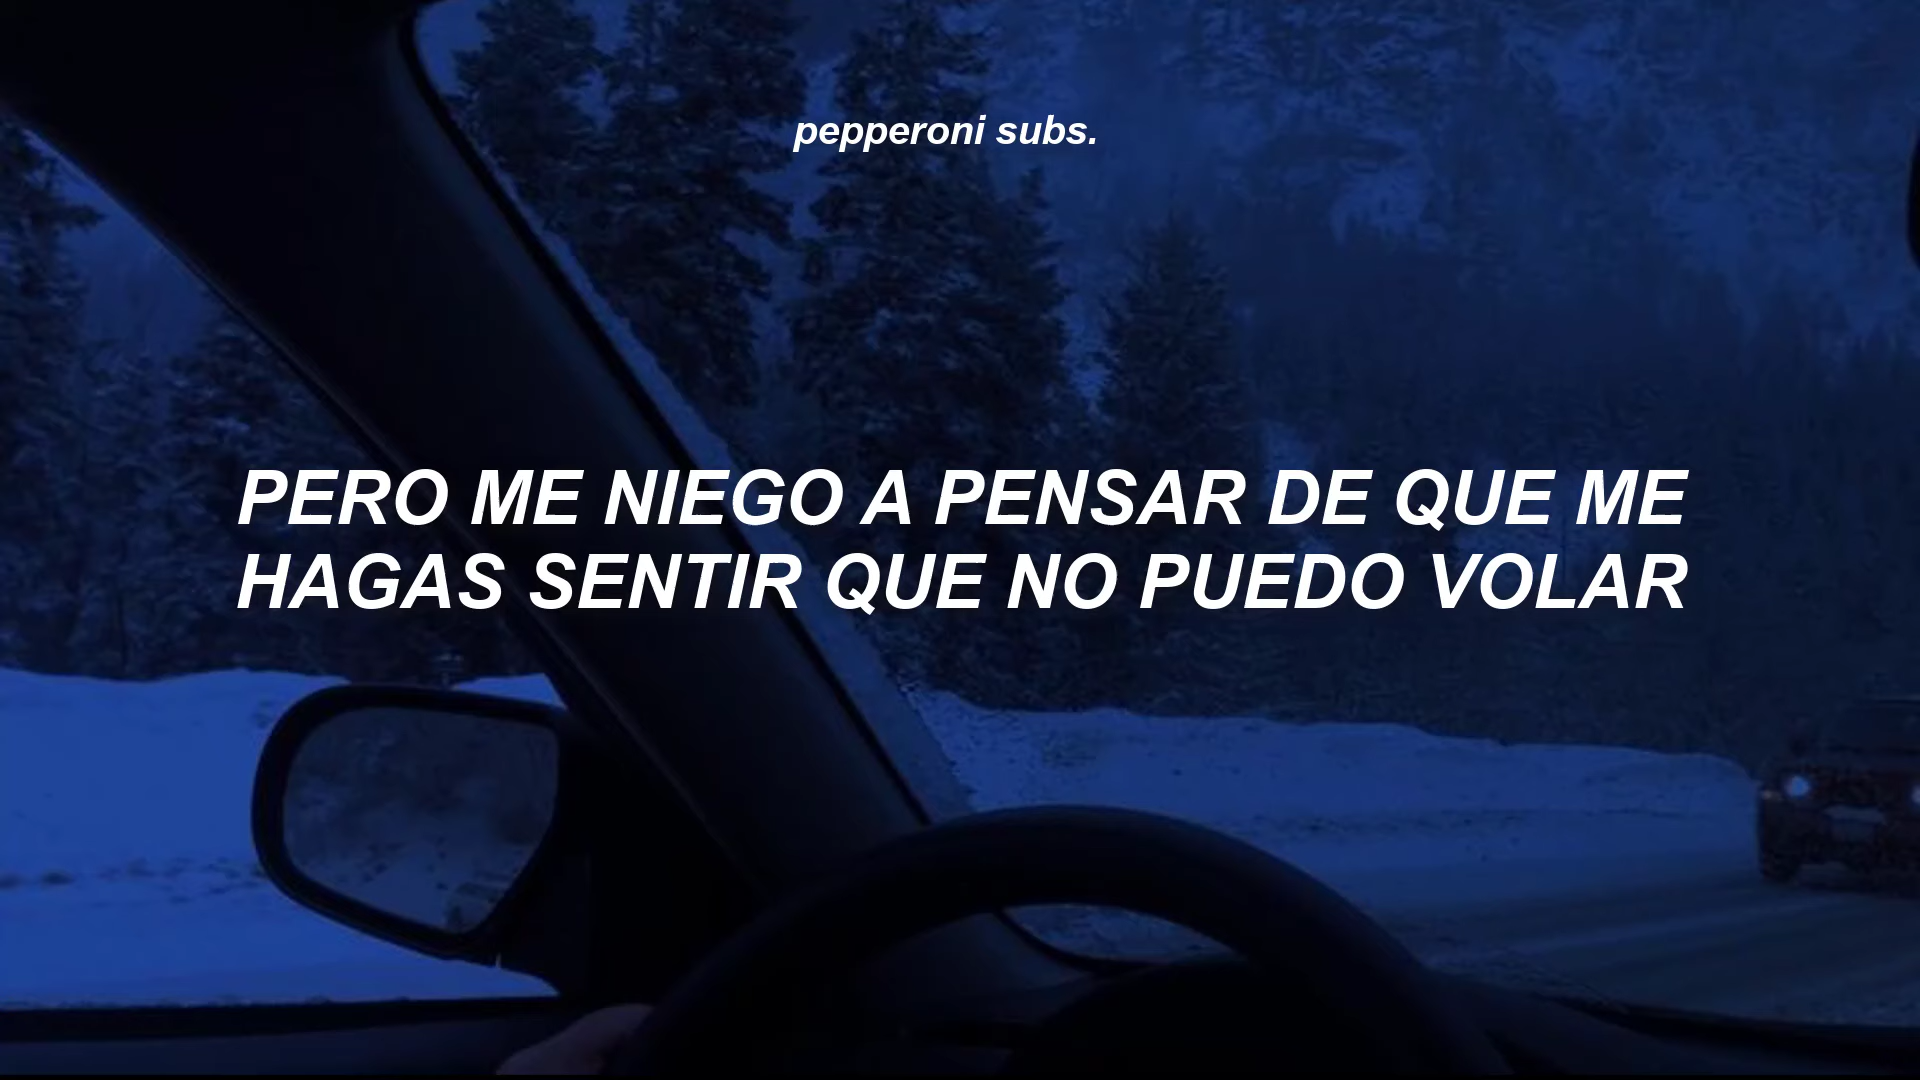 pepperoni subs.
PERO ME NIEGO A PENSAR DE QUE ME
HAGAS SENTIR QUE NO PUEDO VOLAR